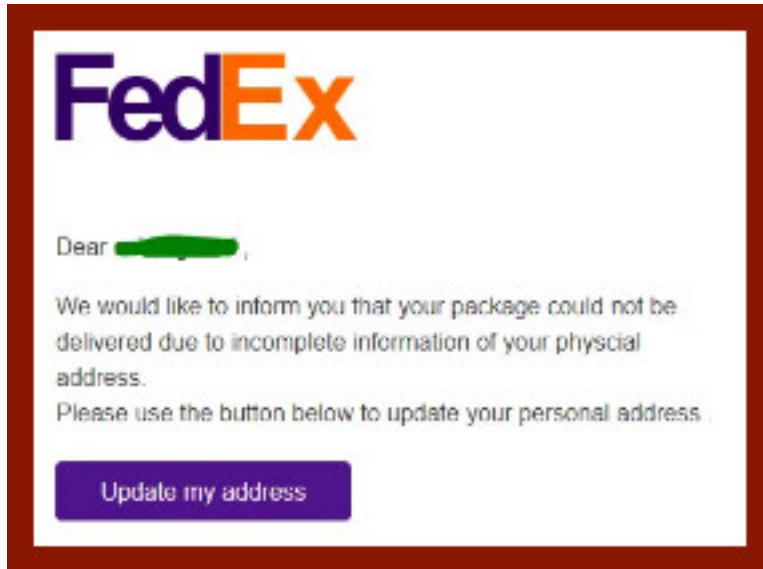 FedEx
Dear ,
We would like to inform you that your package could not be
delivered due to incomplete information of your physcial
address.
Please use the button below to update your personal address .
Update my address